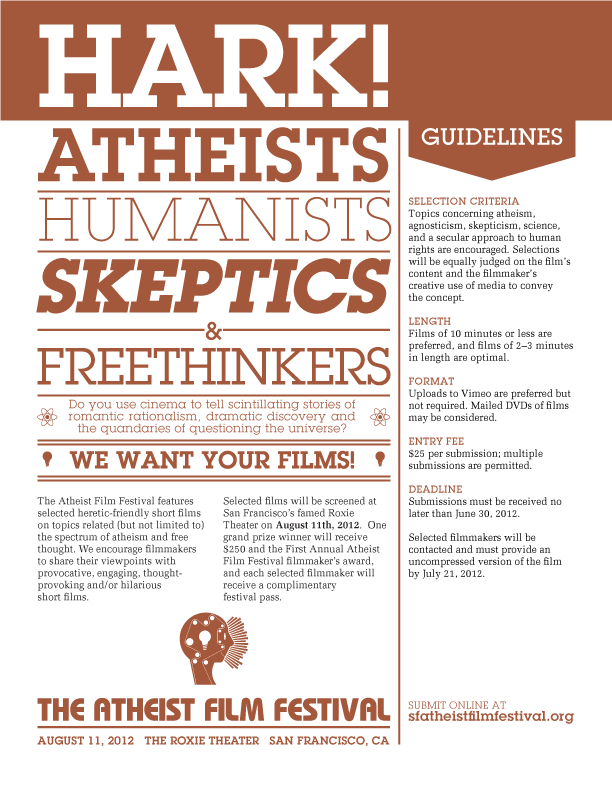 HARK!
ATHEISTS
HUMANISTS
SKEPTICS
&
FREETHINKERS
Do you use cinema to tell scintillating stories of
romantic rationalism, dramatic discovery and
the quandaries of questioning the universe?
WE WANT YOUR FILMS!
The Atheist Film Festival features
selected heretic-friendly short films
on topics related (but not limited to)
the spectrum of atheism and free
thought. We encourage filmmakers
to share their viewpoints with
provocative, engaging, thought-
provoking and/or hilarious
short films.
Selected films will be screened at
San Francisco's famed Roxie
Theater on August 11th, 2012. One
grand prize winner will receive
$250 and the First Annual Atheist
Film Festival filmmaker's award,
and each selected filmmaker will
receive a complimentary
festival pass.
THE ATHEIST FILM FESTIVAL
AUGUST 11, 2012 THE ROXIE THEATER SAN FRANCISCO, CA
GUIDELINES
SELECTION CRITERIA
Topics concerning atheism,
agnosticism, skepticism, science,
and a secular approach to human
rights are encouraged. Selections
will be equally judged on the film's
content and the filmmaker's
creative use of media to convey
the concept.
LENGTH
Films of 10 minutes or less are
preferred, and films of 2–3 minutes
in length are optimal.
FORMAT
Uploads to Vimeo are preferred but
not required. Mailed DVDs of films
may be considered.
ENTRY FEE
$25 per submission; multiple
submissions are permitted.
DEADLINE
Submissions must be received no
later than June 30, 2012.
Selected filmmakers will be
contacted and must provide an
uncompressed version of the film
by July 21, 2012.
SUBMIT ONLINE AT
sfatheistfilmfestival.org